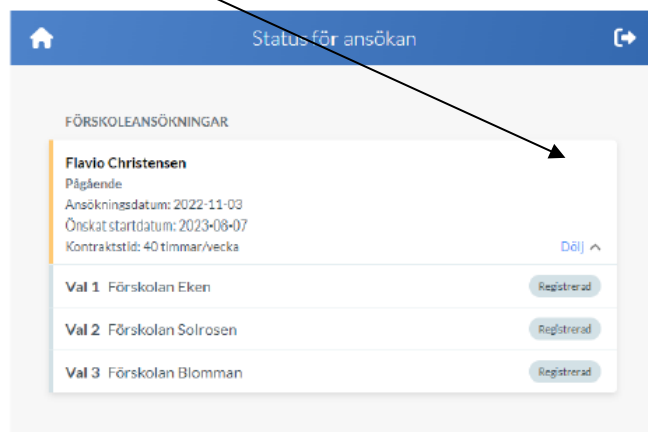 Status för ansökan
FÖRSKOLEANSÖKNINGAR
Flavio Christensen
Pågående
Ansökningsdatum: 2022-11-03
Önskat startdatum: 2023-08-07
Kontraktstid: 40 timmar/vecka
Dölj
Val 1 Förskolan Eken Registrerad
Val 2 Förskolan Solrosen Registrerad
Val 3 Förskolan Blomman Registrerad